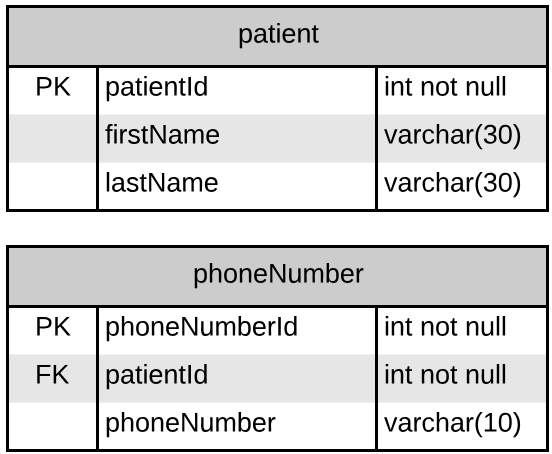 patient
PK patientId int not null
firstName varchar(30)
lastName varchar(30)
phoneNumber
PK phoneNumberId int not null
FK patientId int not null
phoneNumber varchar(10)